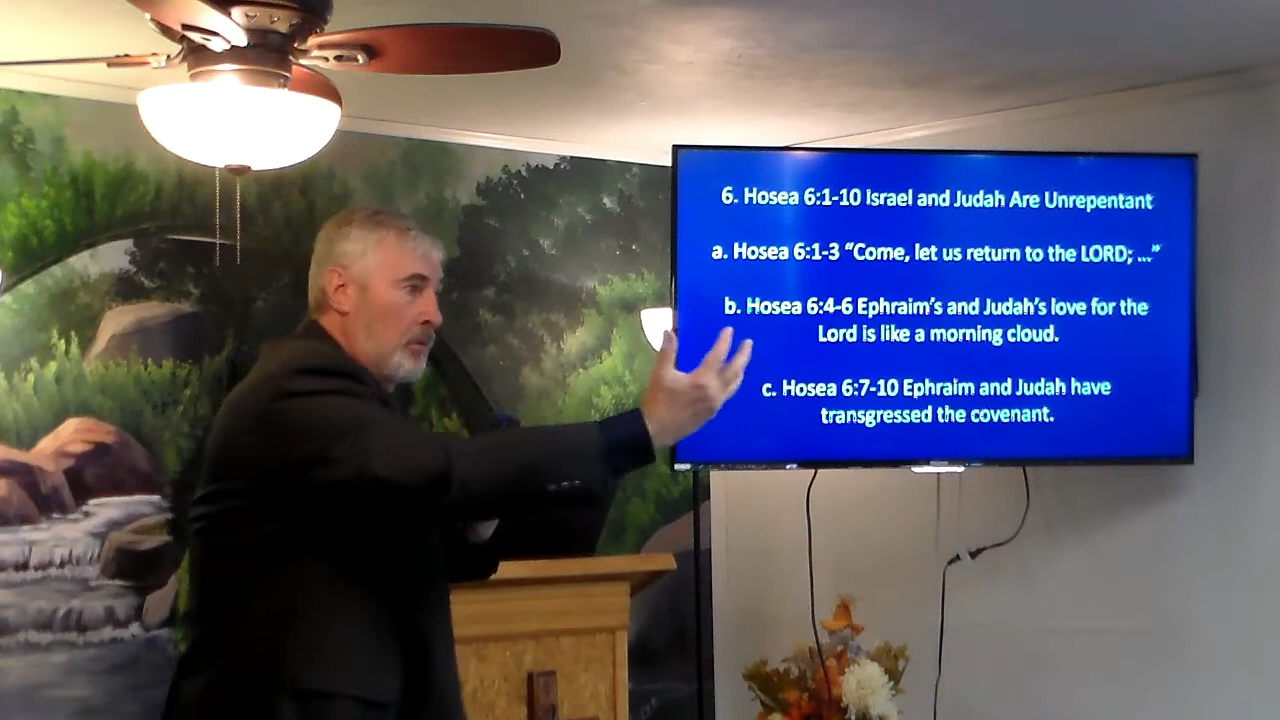 6. Hosea 6:1-10 Israel and Judah Are Unrepentant
a. Hosea 6:1-3 “Come, let us return to the LORD; ...”
b. Hosea 6:4-6 Ephraim’s and Judah’s love for the
Lord is like a morning cloud.
c. Hosea 6:7-10 Ephraim and Judah have
transgressed the covenant.